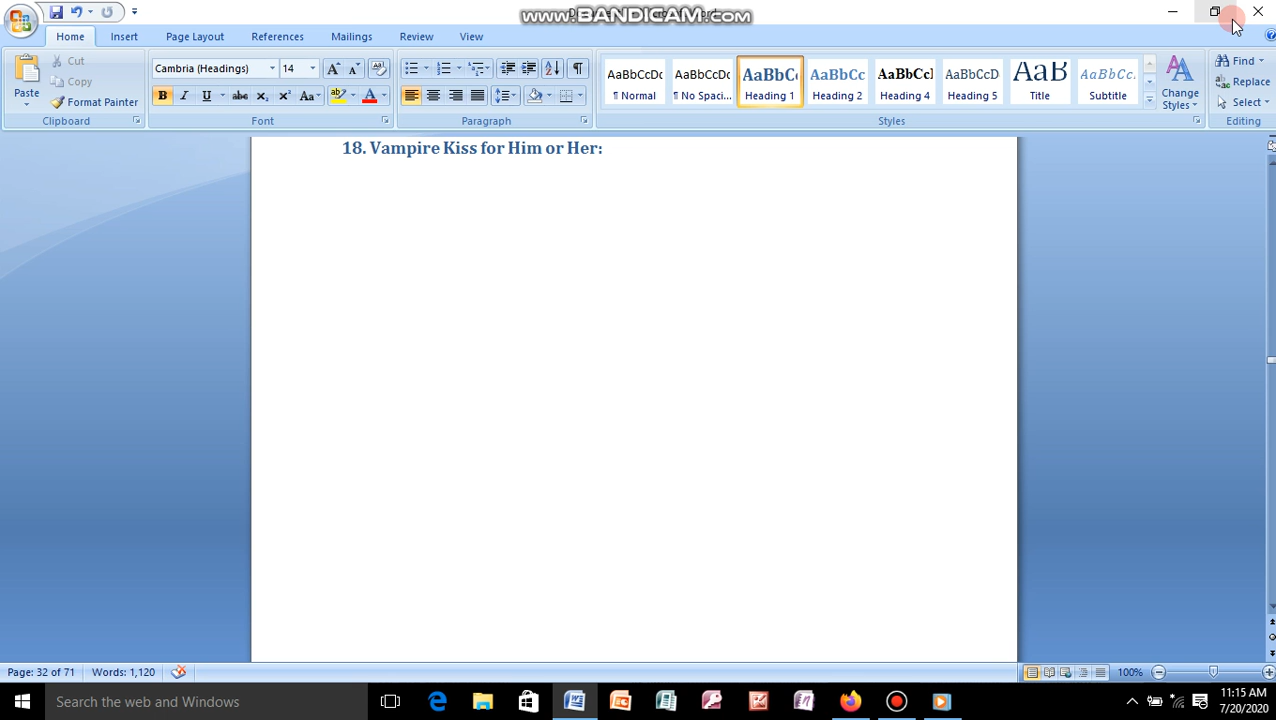 www.BANDICAM.com
Home Insert Page Layout References Mailings Review View
Cut
Copy
Format Painter
Paste
Clipboard
Cambria (Headings) 14
Font
Paragraph
AaBbCcDc AaBbCcDc AaBbC AaBbCc AaBbCcI AaBbCcD AaB AaBbCc.
¶ Normal ¶ No Spaci... Heading 1 Heading 2 Heading 4 Heading 5 Title Subtitle
Change Styles
Styles
Find
Replace
Select
Editing
18. Vampire Kiss for Him or Her:
Page: 32 of 71 Words: 1,120 100%
Search the web and Windows
11:15 AM
7/20/2020